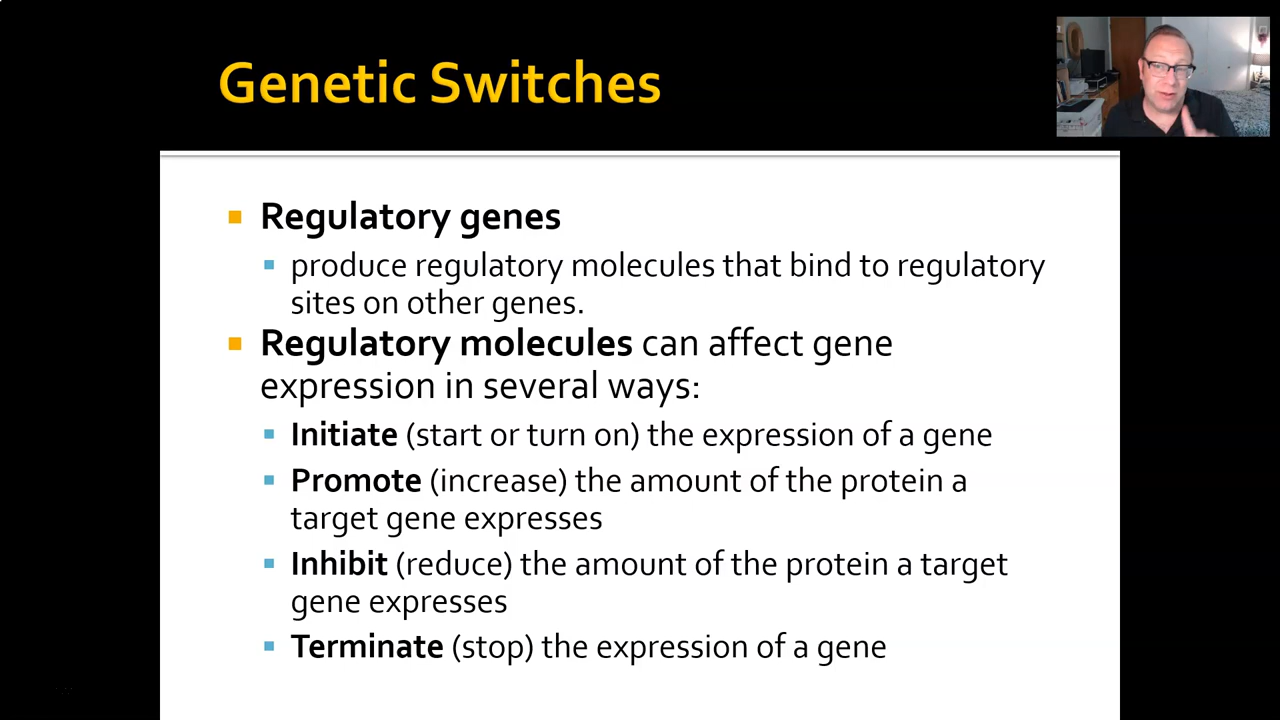 Genetic Switches
Regulatory genes
produce regulatory molecules that bind to regulatory
sites on other genes.
Regulatory molecules can affect gene
expression in several ways:
Initiate (start or turn on) the expression of a gene
Promote (increase) the amount of the protein a
target gene expresses
Inhibit (reduce) the amount of the protein a target
gene expresses
Terminate (stop) the expression of a gene